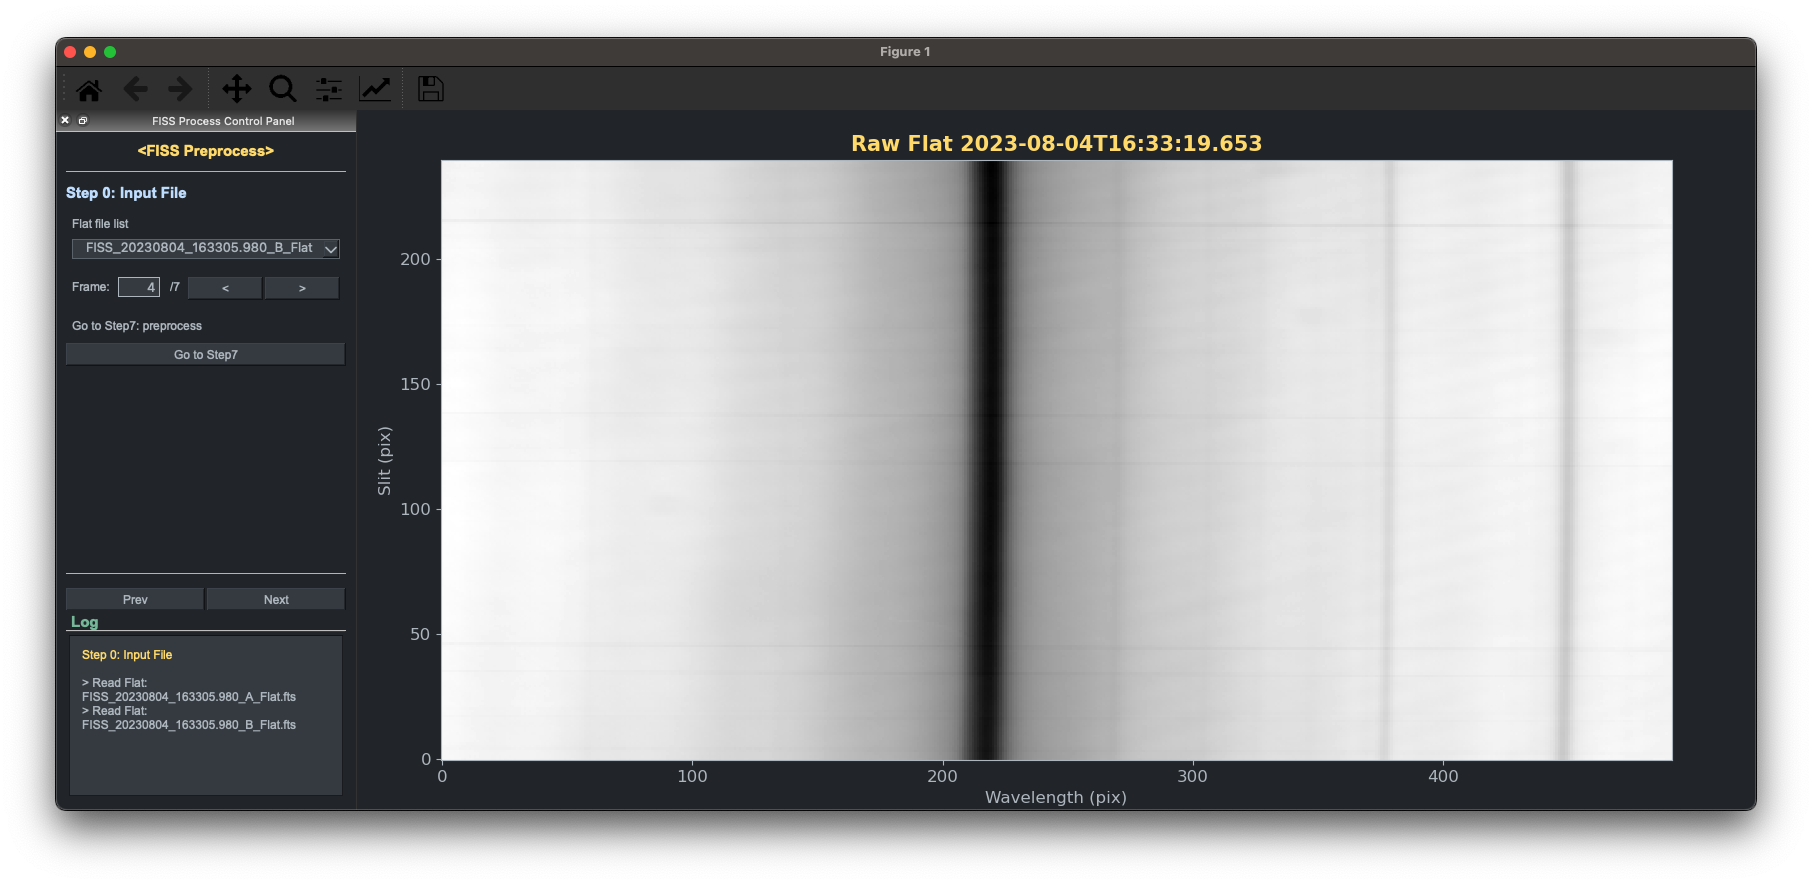 Figure 1
FISS Process Control Panel
<FISS Preprocess>
Step 0: Input File
Flat file list
FISS_20230804_163305.980_B_Flat
Frame: 4 /7 < >
Go to Step7: preprocess
Go to Step7
Prev Next
Log
Step 0: Input File
> Read Flat:
FISS_20230804_163305.980_A_Flat.fts
> Read Flat:
FISS_20230804_163305.980_B_Flat.fts
Raw Flat 2023-08-04T16:33:19.653
Slit (pix)
200
150
100
50
0
0 100 200 300 400
Wavelength (pix)